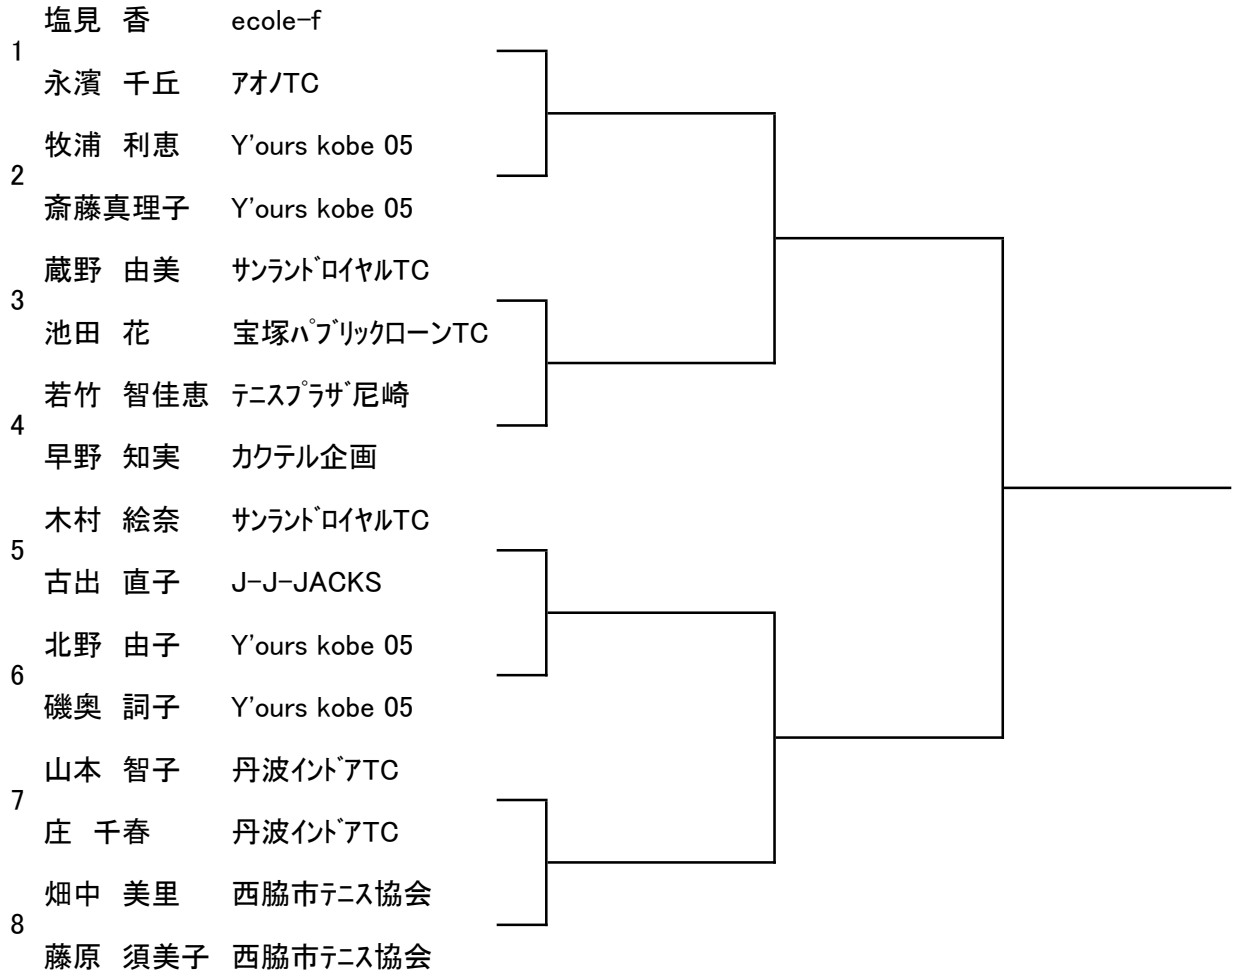 塩見 香 ecole-f
1
永濱 千丘 ｱｵﾉTC
牧浦 利恵 Y'ours kobe 05
2
斎藤真理子 Y'ours kobe 05
蔵野 由美 ｻﾝﾗﾝﾄﾞﾛｲﾔﾙTC
3
池田 花 宝塚ﾊﾟﾌﾞﾘｯｸローンTC
若竹 智佳恵 ﾃﾆｽﾌﾟﾗｻﾞ尼崎
4
早野 知実 カクテル企画
木村 絵奈 ｻﾝﾗﾝﾄﾞﾛｲﾔﾙTC
5
古出 直子 J-J-JACKS
北野 由子 Y'ours kobe 05
6
磯奥 詞子 Y'ours kobe 05
山本 智子 丹波ｲﾝﾄﾞｱTC
7
庄 千春 丹波ｲﾝﾄﾞｱTC
畑中 美里 西脇市ﾃﾆｽ協会
8
藤原 須美子 西脇市ﾃﾆｽ協会